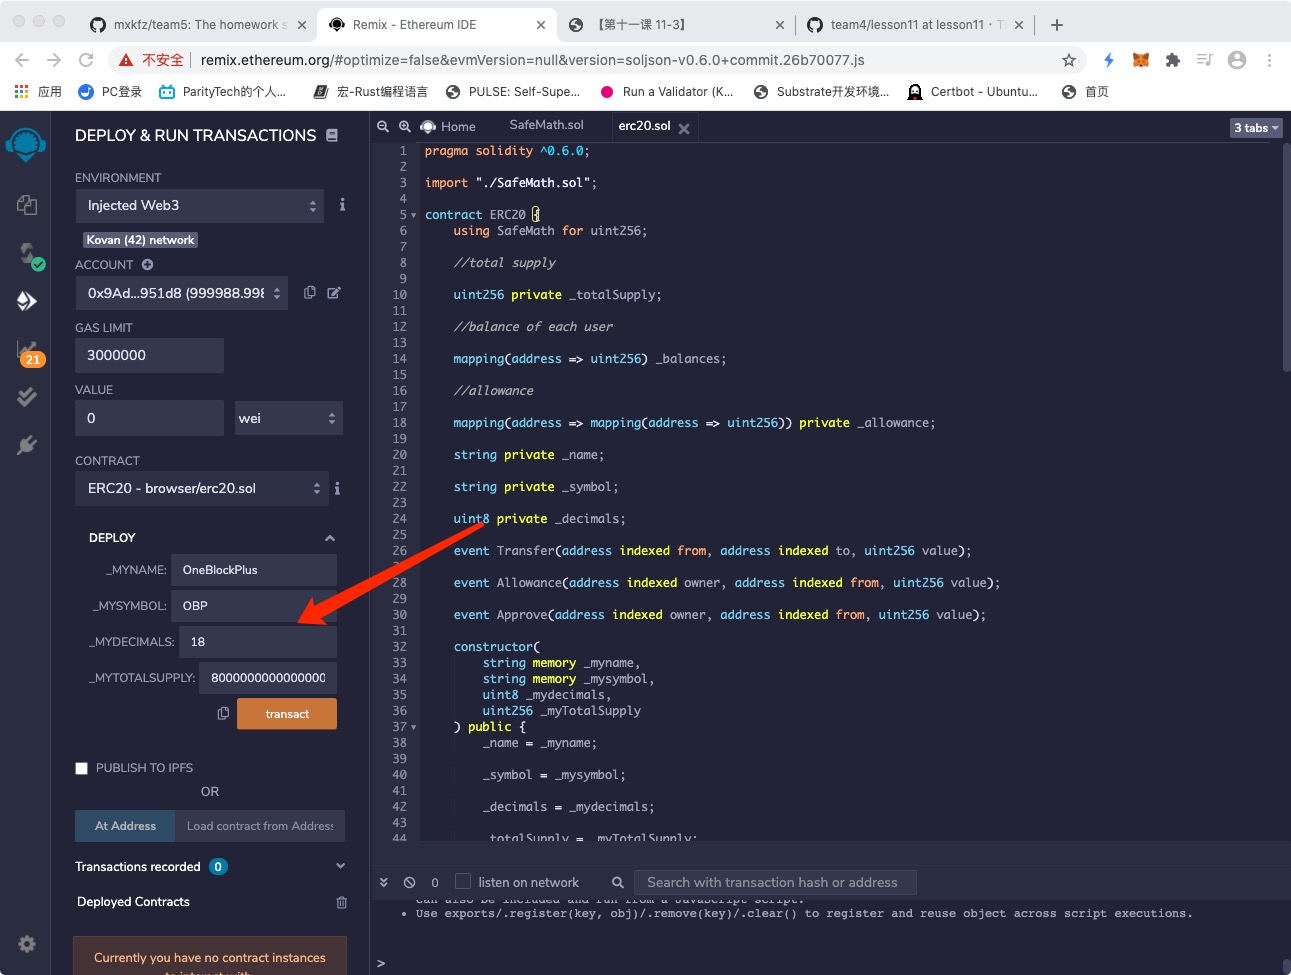 mxkfz/team5: The homework s
Remix - Ethereum IDE
【第十一课 11-3】
team4/lesson11 at lesson11 · T
不安全
remix.ethereum.org/#optimize=false&evmVersion=null&version=soljson-v0.6.0+commit.26b70077.js
应用
PC登录
ParityTech的个人...
宏-Rust编程语言
PULSE: Self-Supe...
Run a Validator (K...
Substrate开发环境...
Certbot - Ubuntu...
首页
DEPLOY & RUN TRANSACTIONS
ENVIRONMENT
Injected Web3
Kovan (42) network
ACCOUNT
0x9Ad...951d8 (999988.998
GAS LIMIT
3000000
VALUE
0
wei
CONTRACT
ERC20 - browser/erc20.sol
DEPLOY
_MYNAME:
OneBlockPlus
_MYSYMBOL:
OBP
_MYDECIMALS:
18
_MYTOTALSUPPLY:
8000000000000000
transact
PUBLISH TO IPFS
OR
At Address
Load contract from Address
Transactions recorded
0
Deployed Contracts
Currently you have no contract instances
to interact with
21
Home
SafeMath.sol
erc20.sol
3 tabs
1 pragma solidity ^0.6.0;
2
3 import "./SafeMath.sol";
4
5 contract ERC20 {
6 using SafeMath for uint256;
7
8 //total supply
9
10 uint256 private _totalSupply;
11
12 //balance of each user
13
14 mapping(address => uint256) _balances;
15
16 //allowance
17
18 mapping(address => mapping(address => uint256)) private _allowance;
19
20 string private _name;
21
22 string private _symbol;
23
24 uint8 private _decimals;
25
26 event Transfer(address indexed from, address indexed to, uint256 value);
27
28 event Allowance(address indexed owner, address indexed from, uint256 value);
29
30 event Approve(address indexed owner, address indexed from, uint256 value);
31
32 constructor(
33 string memory _myname,
34 string memory _mysymbol,
35 uint8 _mydecimals,
36 uint256 _myTotalSupply
37 ) public {
38 _name = _myname;
39
40 _symbol = _mysymbol;
41
42 _decimals = _mydecimals;
43
44 _totalSupply = _myTotalSupply;
0
listen on network
Search with transaction hash or address
can also be included and run from a JavaScript script.
• Use exports/.register(key, obj)/.remove(key)/.clear() to register and reuse object across script executions.
>